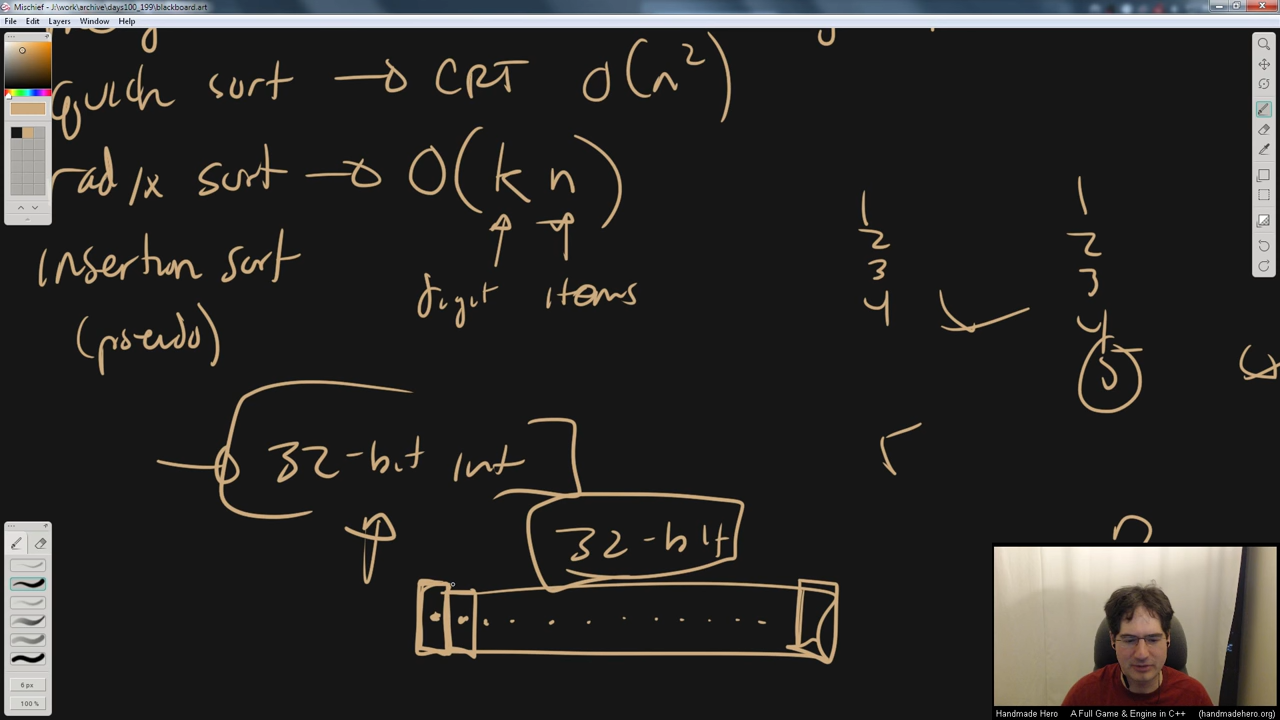 Mischief - J:\work\archive\days100_199\blackboard.art
File Edit Layers Window Help
quick sort → CRT O(n²)
radix sort → O(kn)
digit items
insertion sort
(pseudo)
1
2
3
4
1
2
3
4
5
32-bit int
32-bit
6 px
100 %
Handmade Hero A Full Game & Engine in C++ (handmadehero.org)